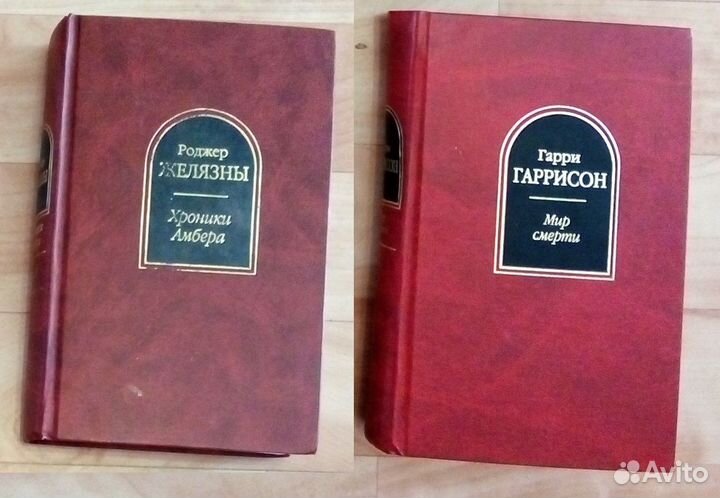 Роджер
ЖЕЛЯЗНЫ
Хроники
Амбера
Гарри
ГАРРИСОН
Мир
смерти
Avito